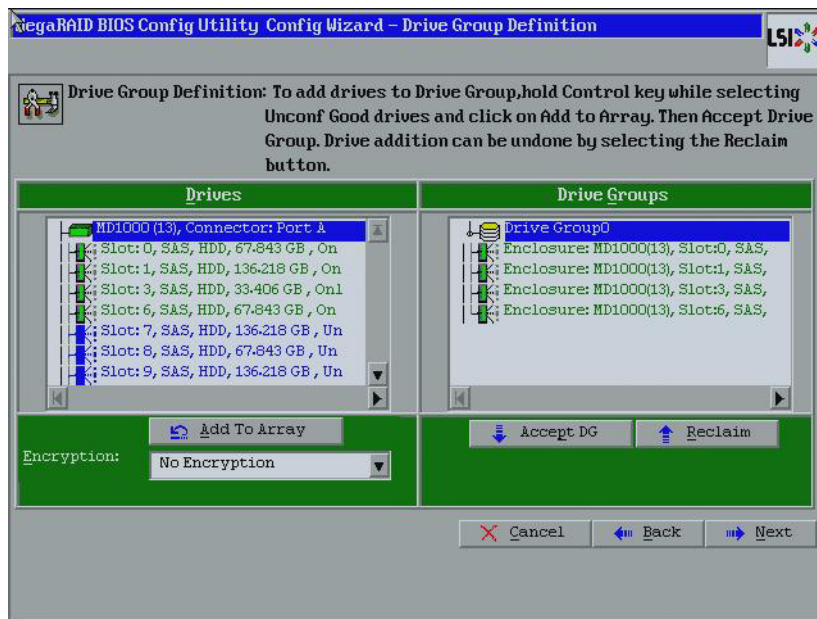 MegaRAID BIOS Config Utility Config Wizard – Drive Group Definition
LSI
Drive Group Definition: To add drives to Drive Group,hold Control key while selecting
Unconf Good drives and click on Add to Array. Then Accept Drive
Group. Drive addition can be undone by selecting the Reclaim
button.
Drives
MD1000 (13), Connector: Port A
Slot: 0, SAS, HDD, 67.843 GB , On
Slot: 1, SAS, HDD, 136.218 GB , On
Slot: 3, SAS, HDD, 33.406 GB , Onl
Slot: 6, SAS, HDD, 67.843 GB , On
Slot: 7, SAS, HDD, 136.218 GB , Un
Slot: 8, SAS, HDD, 67.843 GB , Un
Slot: 9, SAS, HDD, 136.218 GB , Un
Add To Array
Encryption:
No Encryption
Drive Groups
Drive Group0
Enclosure: MD1000(13), Slot:0, SAS,
Enclosure: MD1000(13), Slot:1, SAS,
Enclosure: MD1000(13), Slot:3, SAS,
Enclosure: MD1000(13), Slot:6, SAS,
Accept DG
Reclaim
Cancel
Back
Next